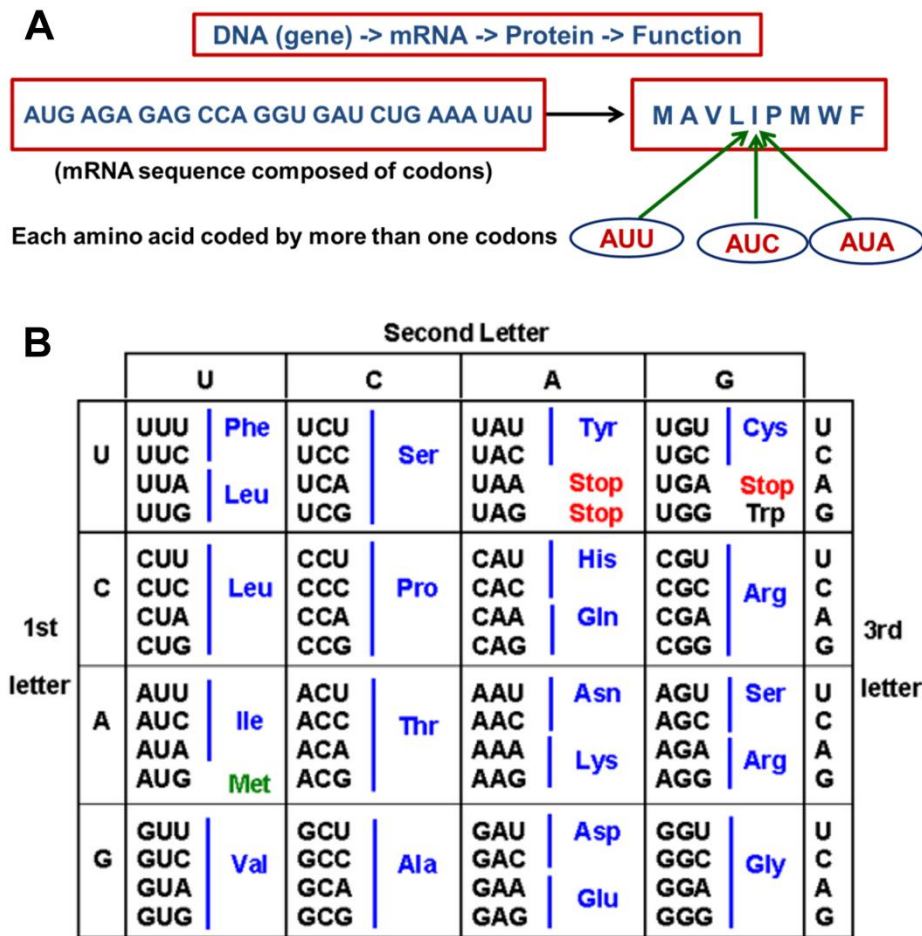 A
DNA (gene) -> mRNA -> Protein -> Function
AUG AGA GAG CCA GGU GAU CUG AAA UAU
M A V L I P M W F
(mRNA sequence composed of codons)
Each amino acid coded by more than one codons
AUU
AUC
AUA
B
Second Letter
U C A G
U
UUU Phe UCU Ser UAU Tyr UGU Cys U
UUC UCC UAC UGC C
UUA Leu UCA UAA Stop UGA Stop A
UUG UCG UAG Stop UGG Trp G
C
CUU Leu CCU Pro CAU His CGU Arg U
CUC CCC CAC CGC C
CUA CCA CAA Gln CGA A
CUG CCG CAG CGG G
1st
letter
3rd
letter
A
AUU Ile ACU Thr AAU Asn AGU Ser U
AUC ACC AAC AGC C
AUA ACA AAA Lys AGA Arg A
AUG Met ACG AAG AGG G
G
GUU Val GCU Ala GAU Asp GGU Gly U
GUC GCC GAC GGC C
GUA GCA GAA Glu GGA A
GUG GCG GAG GGG G